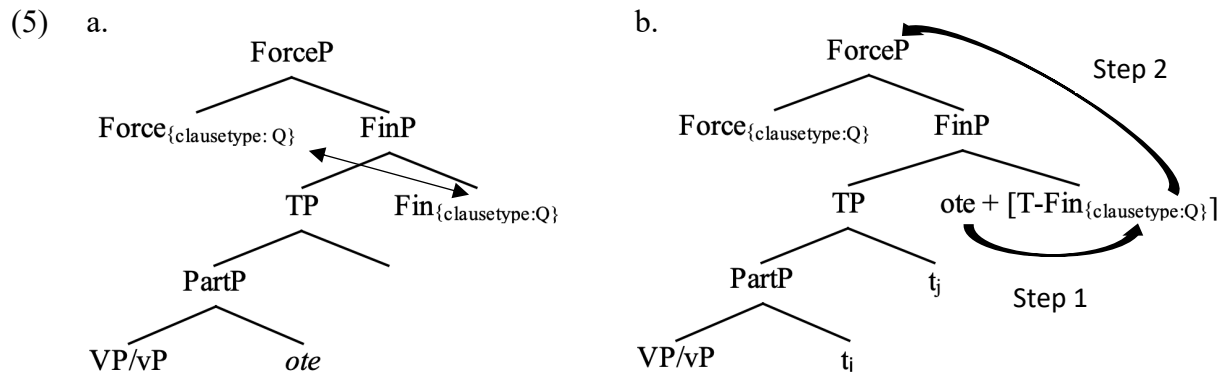 (5) a. b.
ForceP ForceP
Step 2
Force{clausetype: Q} FinP Force{clausetype:Q} FinP
TP Fin{clausetype:Q} TP ote + [T-Fin{clausetype:Q}]
PartP PartP tj
Step 1
VP/vP ote VP/vP ti